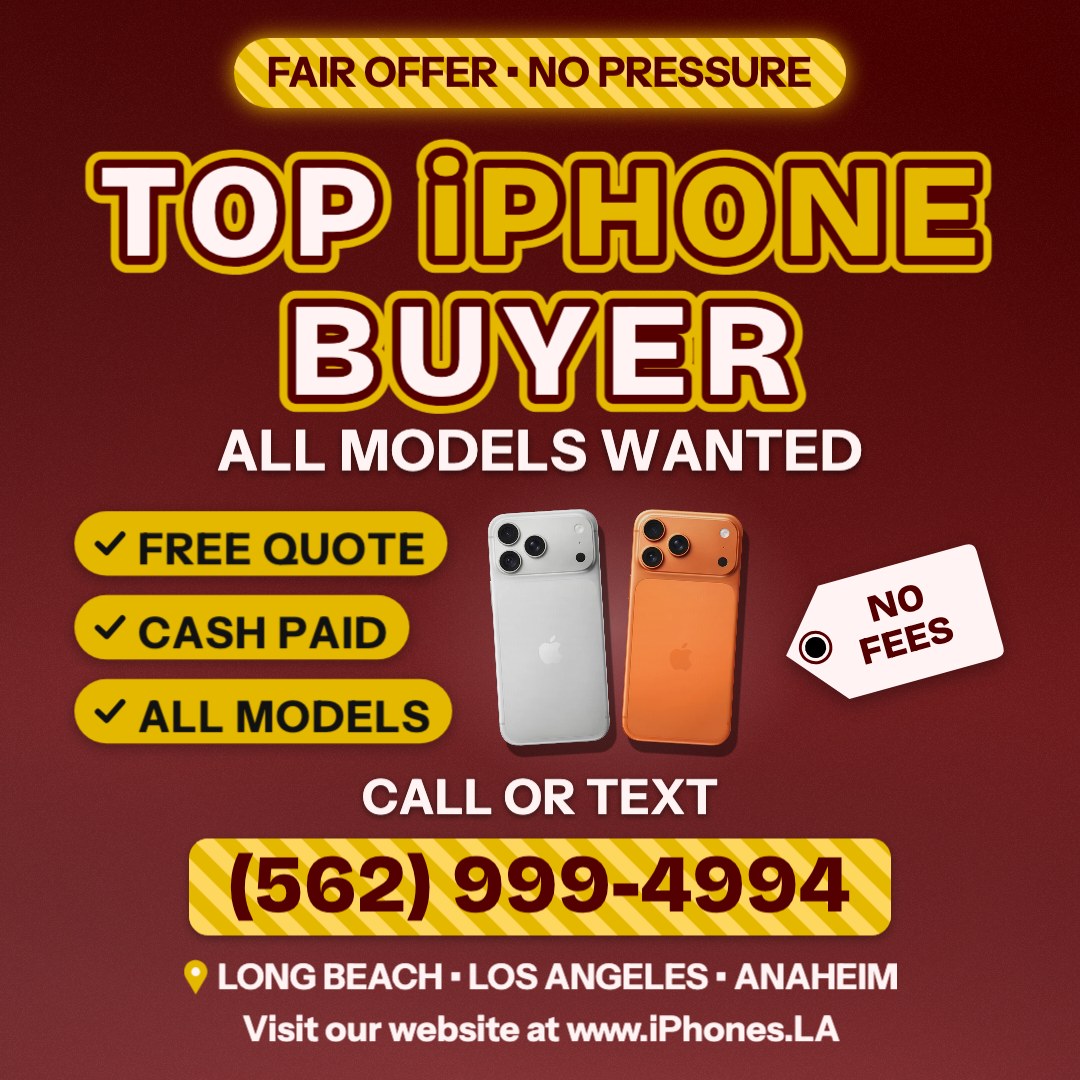 FAIR OFFER ▪ NO PRESSURE
TOP iPHONE
BUYER
ALL MODELS WANTED
✓ FREE QUOTE
✓ CASH PAID
✓ ALL MODELS
NO
FEES
CALL OR TEXT
(562) 999-4994
LONG BEACH ▪ LOS ANGELES ▪ ANAHEIM
Visit our website at www.iPhones.LA